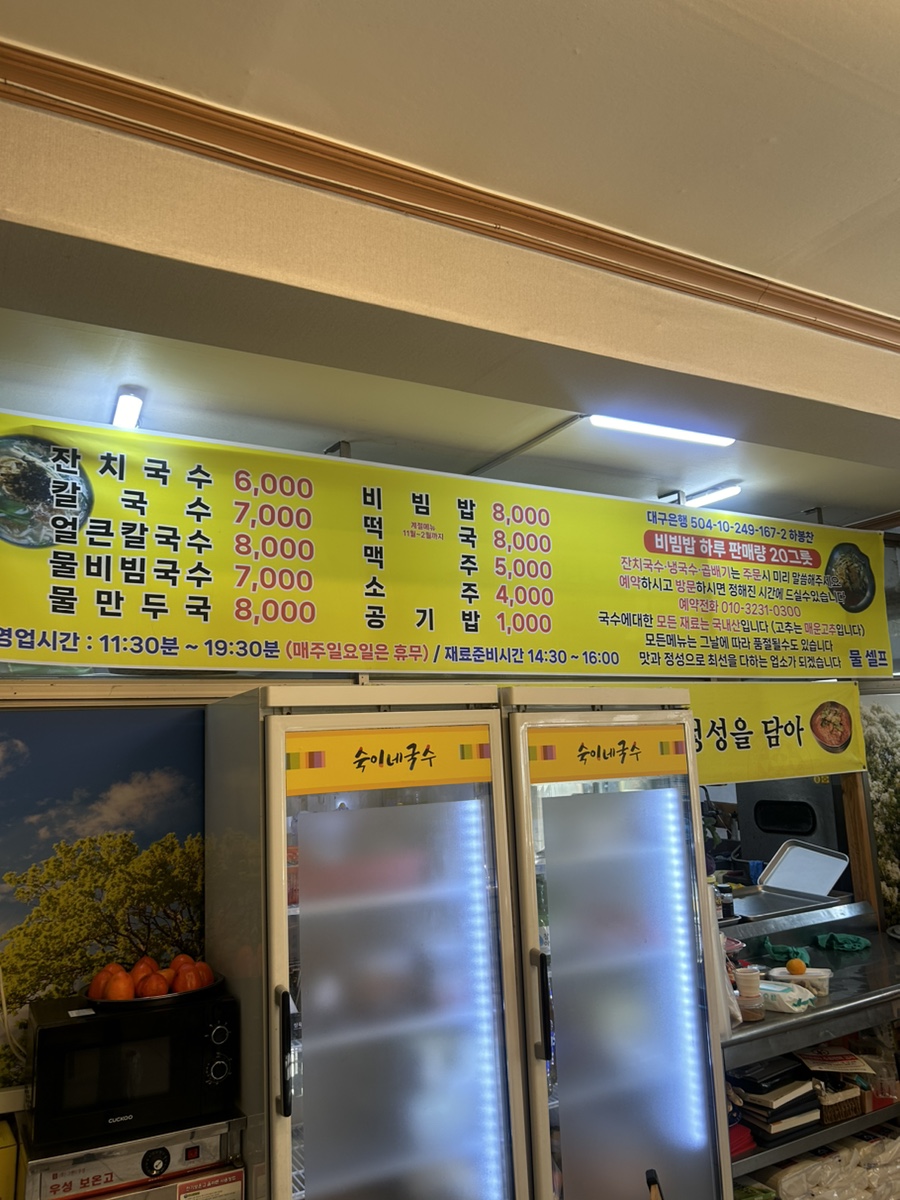 잔치국수 6,000
칼국수 7,000
얼큰칼국수 8,000
물비빔국수 7,000
물만두국 8,000
비빔밥 8,000
떡국 8,000
계절메뉴
11월~2월까지
맥주 5,000
소주 4,000
공기밥 1,000
영업시간 : 11:30분 ~ 19:30분 (매주일요일은 휴무) / 재료준비시간 14:30 ~ 16:00
대구은행 504-10-249-167-2 하봉찬
비빔밥 하루 판매량 20그릇
잔치국수·냉국수·곱배기는 주문시 미리 말씀해주세요
예약하시고 방문하시면 정해진 시간에 드실수있습니다
예약전화 010-3231-0300
국수에대한 모든 재료는 국내산입니다 (고추는 매운고추입니다)
모든메뉴는 그날에 따라 품절될수도 있습니다
맛과 정성으로 최선을 다하는 업소가 되겠습니다
물 셀프
정성을 담아
숙이네국수
숙이네국수
CUCKOO
우성 보온고